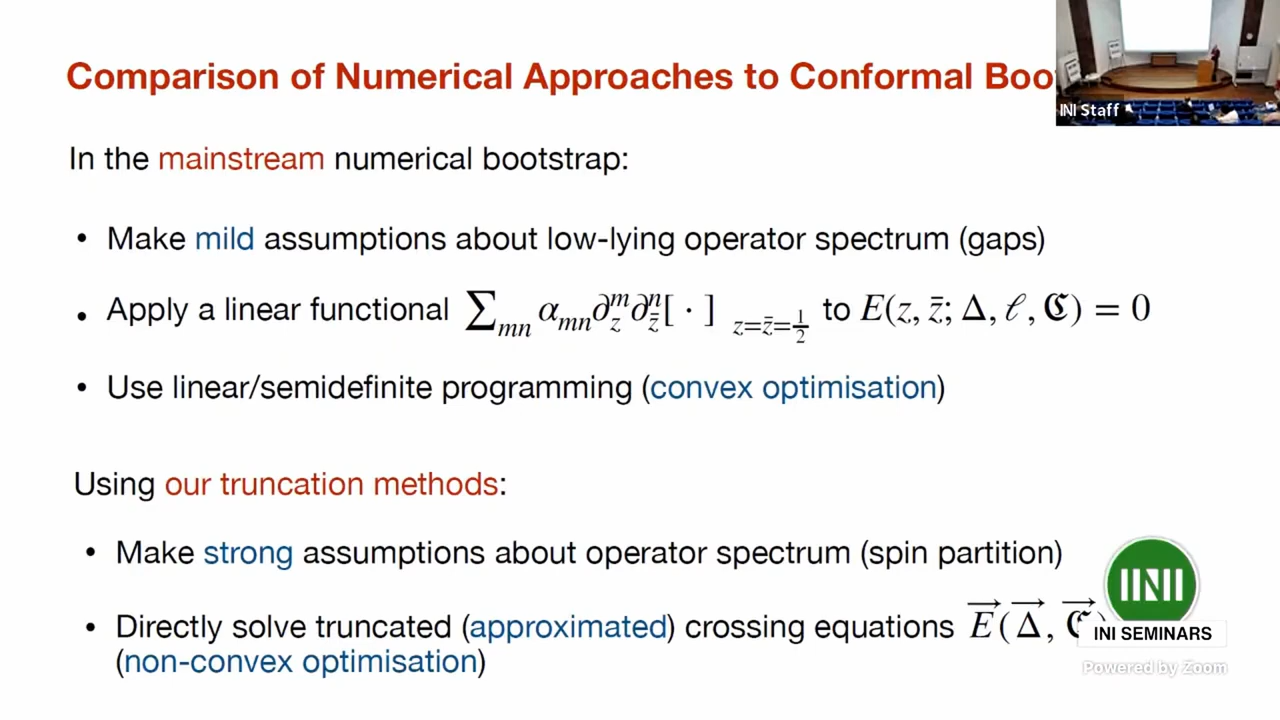 Comparison of Numerical Approaches to Conformal Boo
INI Staff
In the mainstream numerical bootstrap:
• Make mild assumptions about low-lying operator spectrum (gaps)
• Apply a linear functional ∑ₘₙ αₘₙ∂_z^m∂_z̄^n[ · ] z=z̄=1/2 to E(z, z̄; Δ, ℓ, ℭ) = 0
• Use linear/semidefinite programming (convex optimisation)
Using our truncation methods:
• Make strong assumptions about operator spectrum (spin partition)
• Directly solve truncated (approximated) crossing equations E⃗(Δ⃗, ℭ⃗)
(non-convex optimisation)
INI SEMINARS
Powered by Zoom